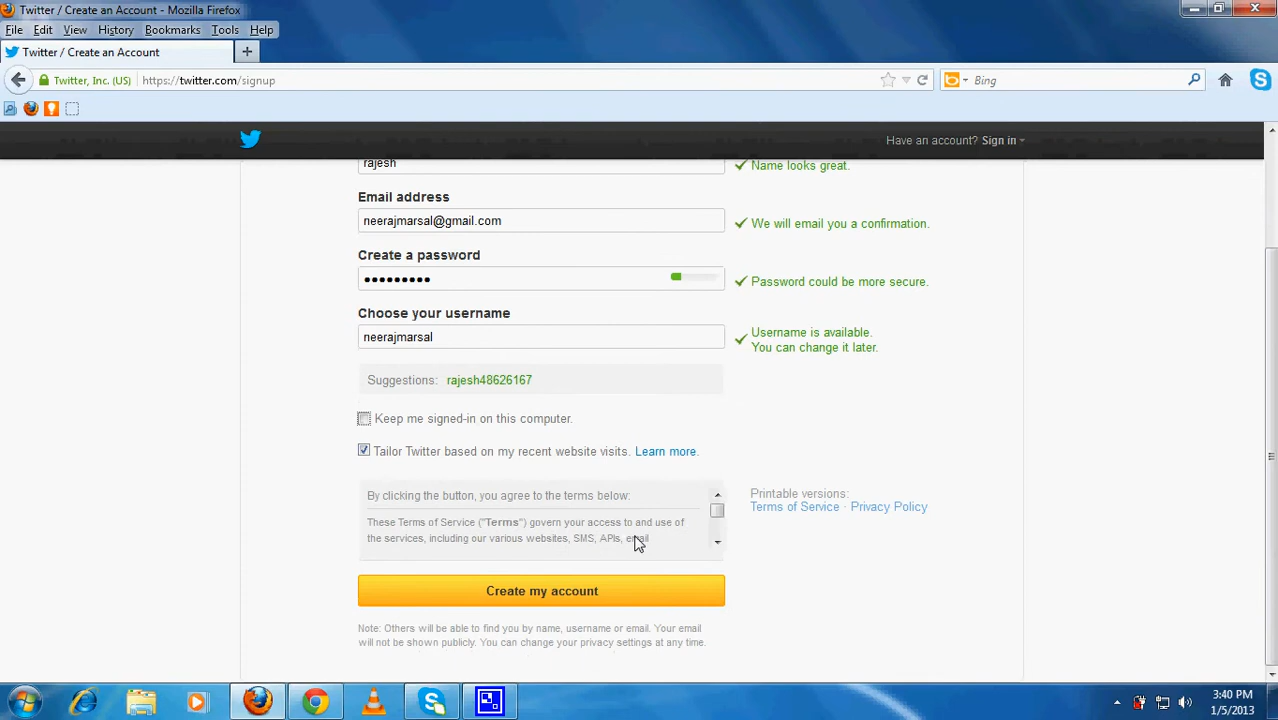 Twitter / Create an Account - Mozilla Firefox
File Edit View History Bookmarks Tools Help
Twitter / Create an Account
Twitter, Inc. (US) https://twitter.com/signup
Bing
Have an account? Sign in
rajesh
Name looks great.
Email address
neerajmarsal@gmail.com
We will email you a confirmation.
Create a password
Password could be more secure.
Choose your username
neerajmarsal
Username is available.
You can change it later.
Suggestions: rajesh48626167
Keep me signed-in on this computer.
Tailor Twitter based on my recent website visits. Learn more.
By clicking the button, you agree to the terms below:
These Terms of Service ("Terms") govern your access to and use of
the services, including our various websites, SMS, APIs, email
Printable versions:
Terms of Service · Privacy Policy
Create my account
Note: Others will be able to find you by name, username or email. Your email
will not be shown publicly. You can change your privacy settings at any time.
3:40 PM
1/5/2013